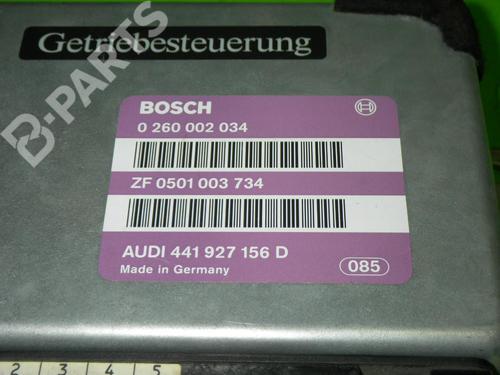 Getriebesteuerung
B-PARTS
BOSCH
0 260 002 034
ZF 0501 003 734
AUDI 441 927 156 D
Made in Germany
085
2 3 4 5